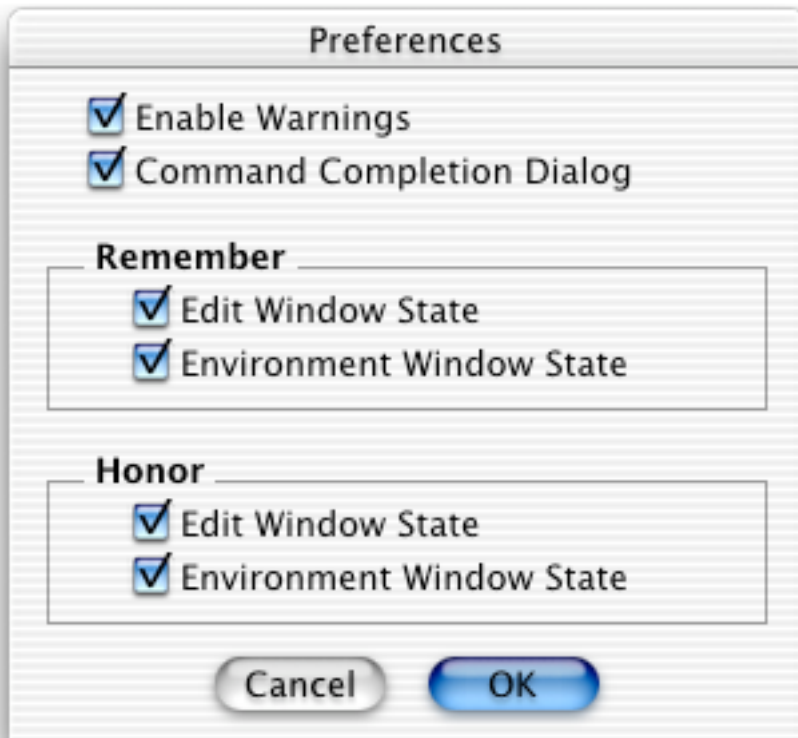 Preferences
Enable Warnings
Command Completion Dialog
Remember
Edit Window State
Environment Window State
Honor
Edit Window State
Environment Window State
Cancel OK